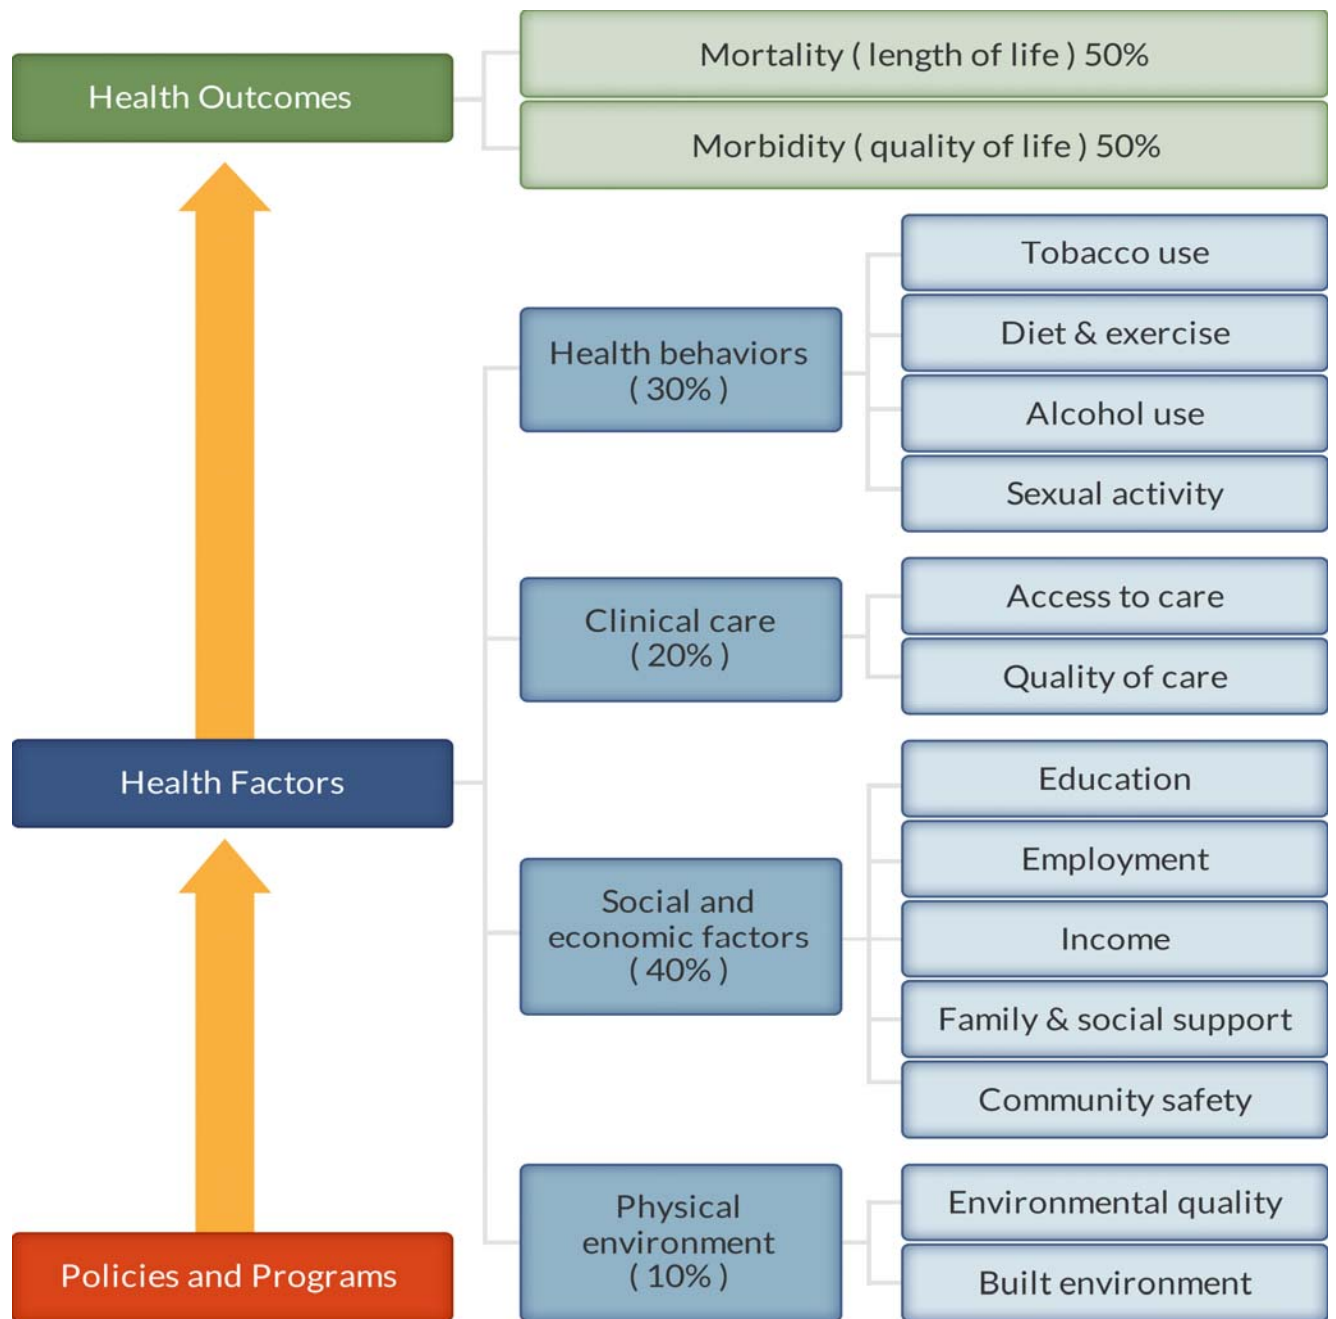 Health Outcomes
Mortality ( length of life ) 50%
Morbidity ( quality of life ) 50%
Tobacco use
Health behaviors
( 30% )
Diet & exercise
Alcohol use
Sexual activity
Clinical care
( 20% )
Access to care
Quality of care
Health Factors
Education
Employment
Social and
economic factors
( 40% )
Income
Family & social support
Community safety
Physical
environment
( 10% )
Environmental quality
Built environment
Policies and Programs